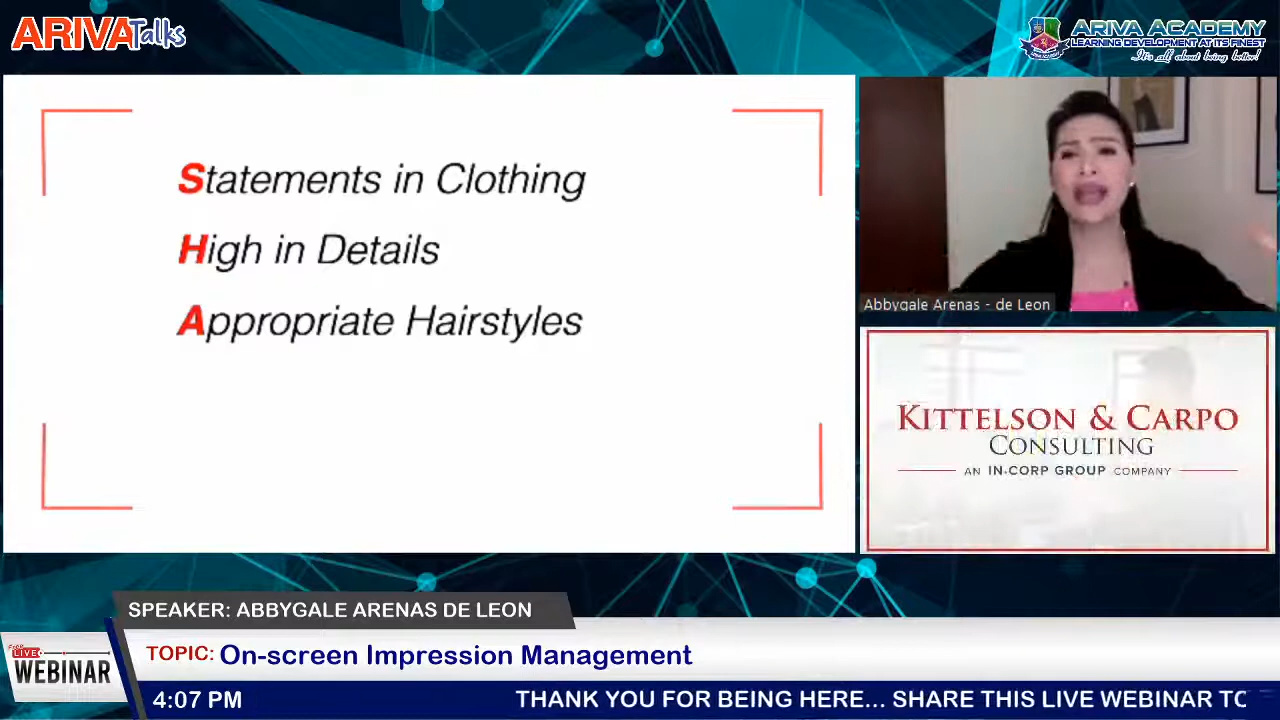 ARIVATalks
ARIVA ACADEMY
LEARNING DEVELOPMENT AT ITS FINEST
It's all about being better!
Statements in Clothing
High in Details
Appropriate Hairstyles
Abbygale Arenas - de Leon
KITTELSON & CARPO
CONSULTING
AN IN.CORP GROUP COMPANY
SPEAKER: ABBYGALE ARENAS DE LEON
Free LIVE
WEBINAR
TOPIC: On-screen Impression Management
4:07 PM
THANK YOU FOR BEING HERE... SHARE THIS LIVE WEBINAR TO